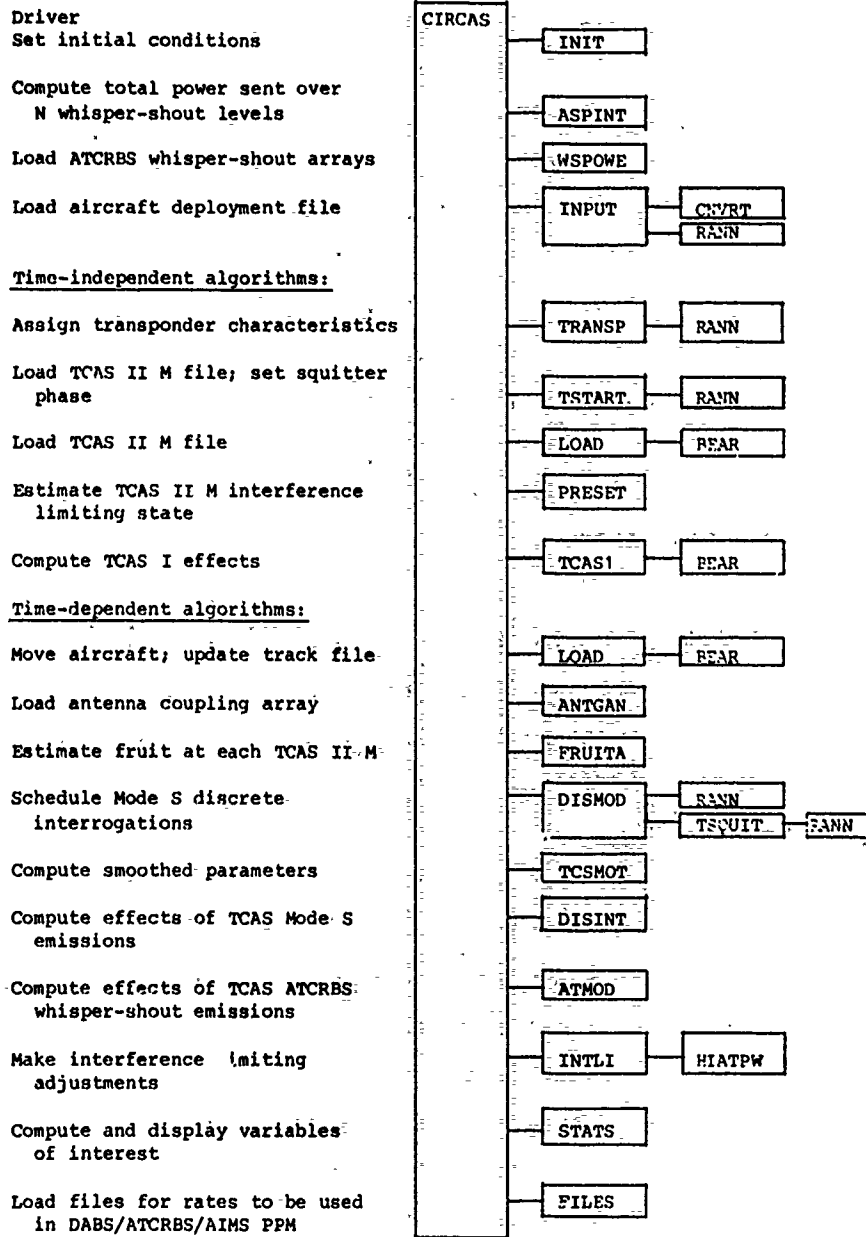 Driver
CIRCAS
Set initial conditions
INIT
Compute total power sent over
N whisper-shout levels
ASPINT
Load ATCRBS whisper-shout arrays
WSPOWE
Load aircraft deployment file
INPUT
CNVRT
RANN
Time-independent algorithms:
Assign transponder characteristics
TRANSP
RANN
Load TCAS II M file; set squitter
phase
TSTART
RANN
Load TCAS II M file
LOAD
BEAR
Estimate TCAS II M interference
limiting state
PRESET
Compute TCAS I effects
TCAS1
BEAR
Time-dependent algorithms:
Move aircraft; update track file
LOAD
BEAR
Load antenna coupling array
ANTGAN
Estimate fruit at each TCAS II M
FRUITA
Schedule Mode S discrete
interrogations
DISMOD
RANN
TSQUIT
RANN
Compute smoothed parameters
TCSMOT
Compute effects of TCAS Mode S
emissions
DISINT
Compute effects of TCAS ATCRBS
whisper-shout emissions
ATMOD
Make interference imiting
adjustments
INTLI
HIATPW
Compute and display variables
of interest
STATS
Load files for rates to be used
in DABS/ATCRBS/AIMS PPM
FILES